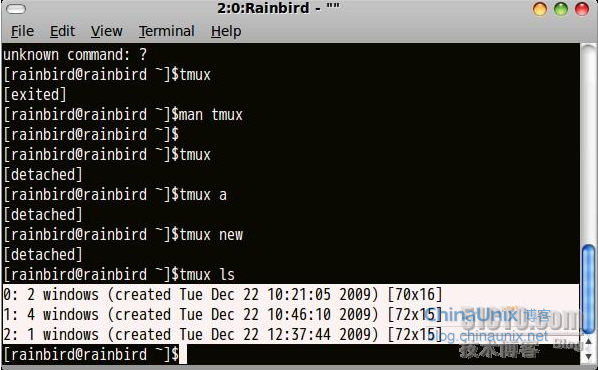 2:0:Rainbird - ""
File Edit View Terminal Help
unknown command: ?
[rainbird@rainbird ~]$tmux
[exited]
[rainbird@rainbird ~]$man tmux
[rainbird@rainbird ~]$
[rainbird@rainbird ~]$tmux
[detached]
[rainbird@rainbird ~]$tmux a
[detached]
[rainbird@rainbird ~]$tmux new
[detached]
[rainbird@rainbird ~]$tmux ls
0: 2 windows (created Tue Dec 22 10:21:05 2009) [70x16]
1: 4 windows (created Tue Dec 22 10:46:10 2009) [72x15]
2: 1 windows (created Tue Dec 22 12:37:44 2009) [72x15]
[rainbird@rainbird ~]$
ChinaUnix 博客
blog.chinaunix.net
51CTO.com
技术博客 Blog